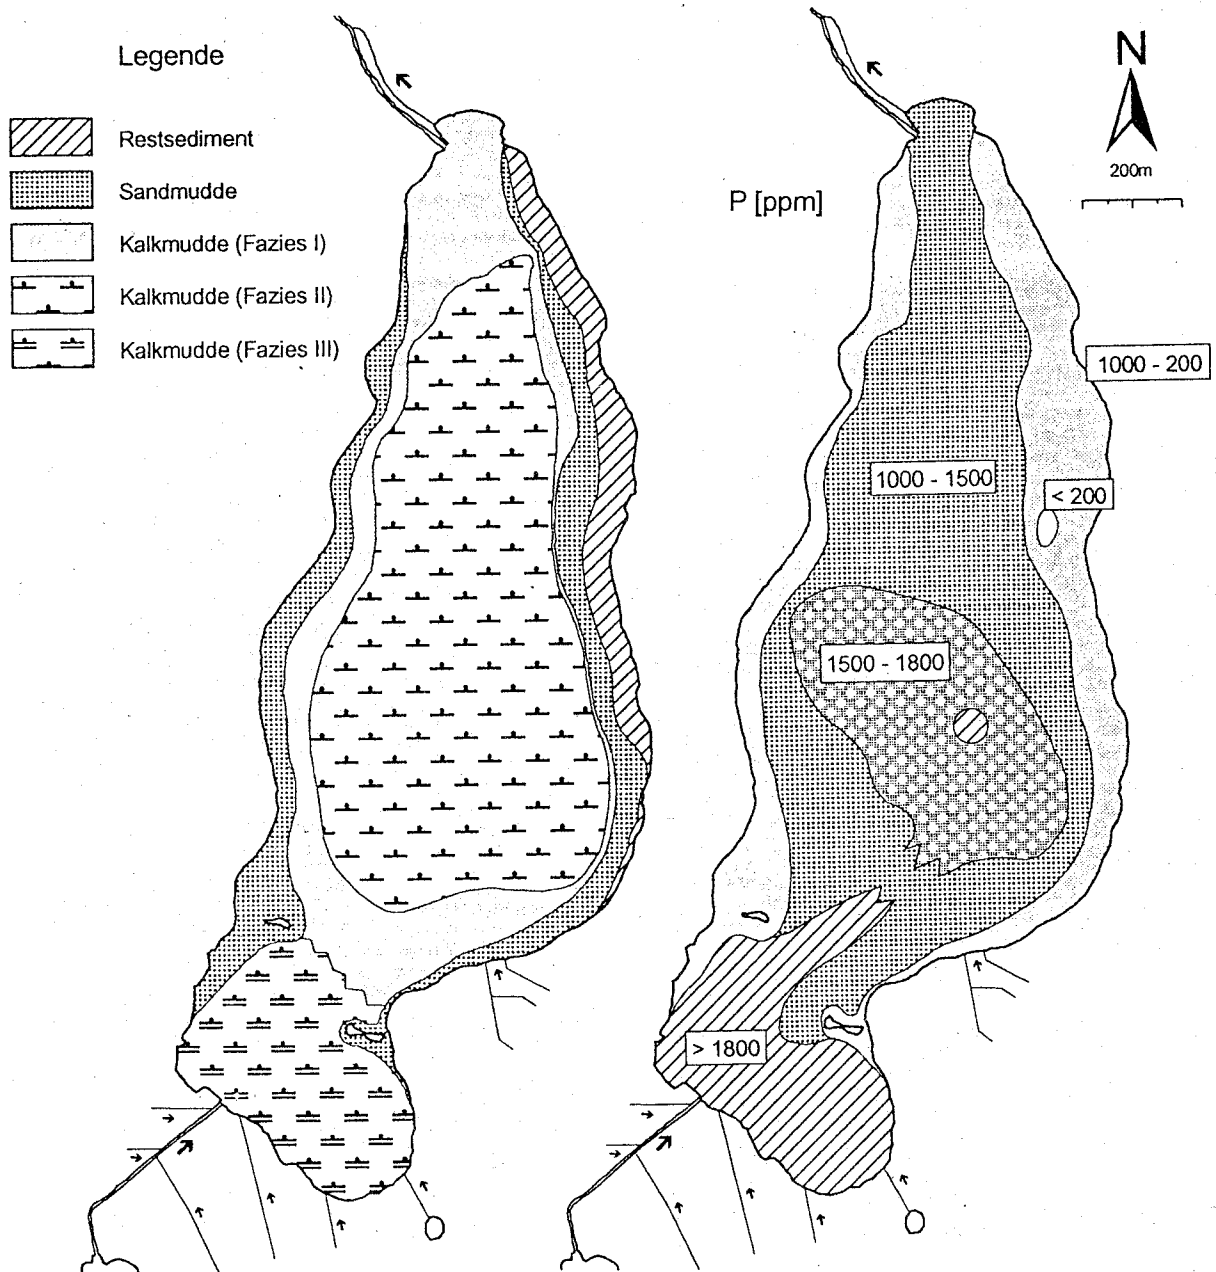 Legende
Restsediment
Sandmudde
Kalkmudde (Fazies I)
Kalkmudde (Fazies II)
Kalkmudde (Fazies III)
N
200m
P [ppm]
1000 - 200
1000 - 1500
< 200
1500 - 1800
> 1800